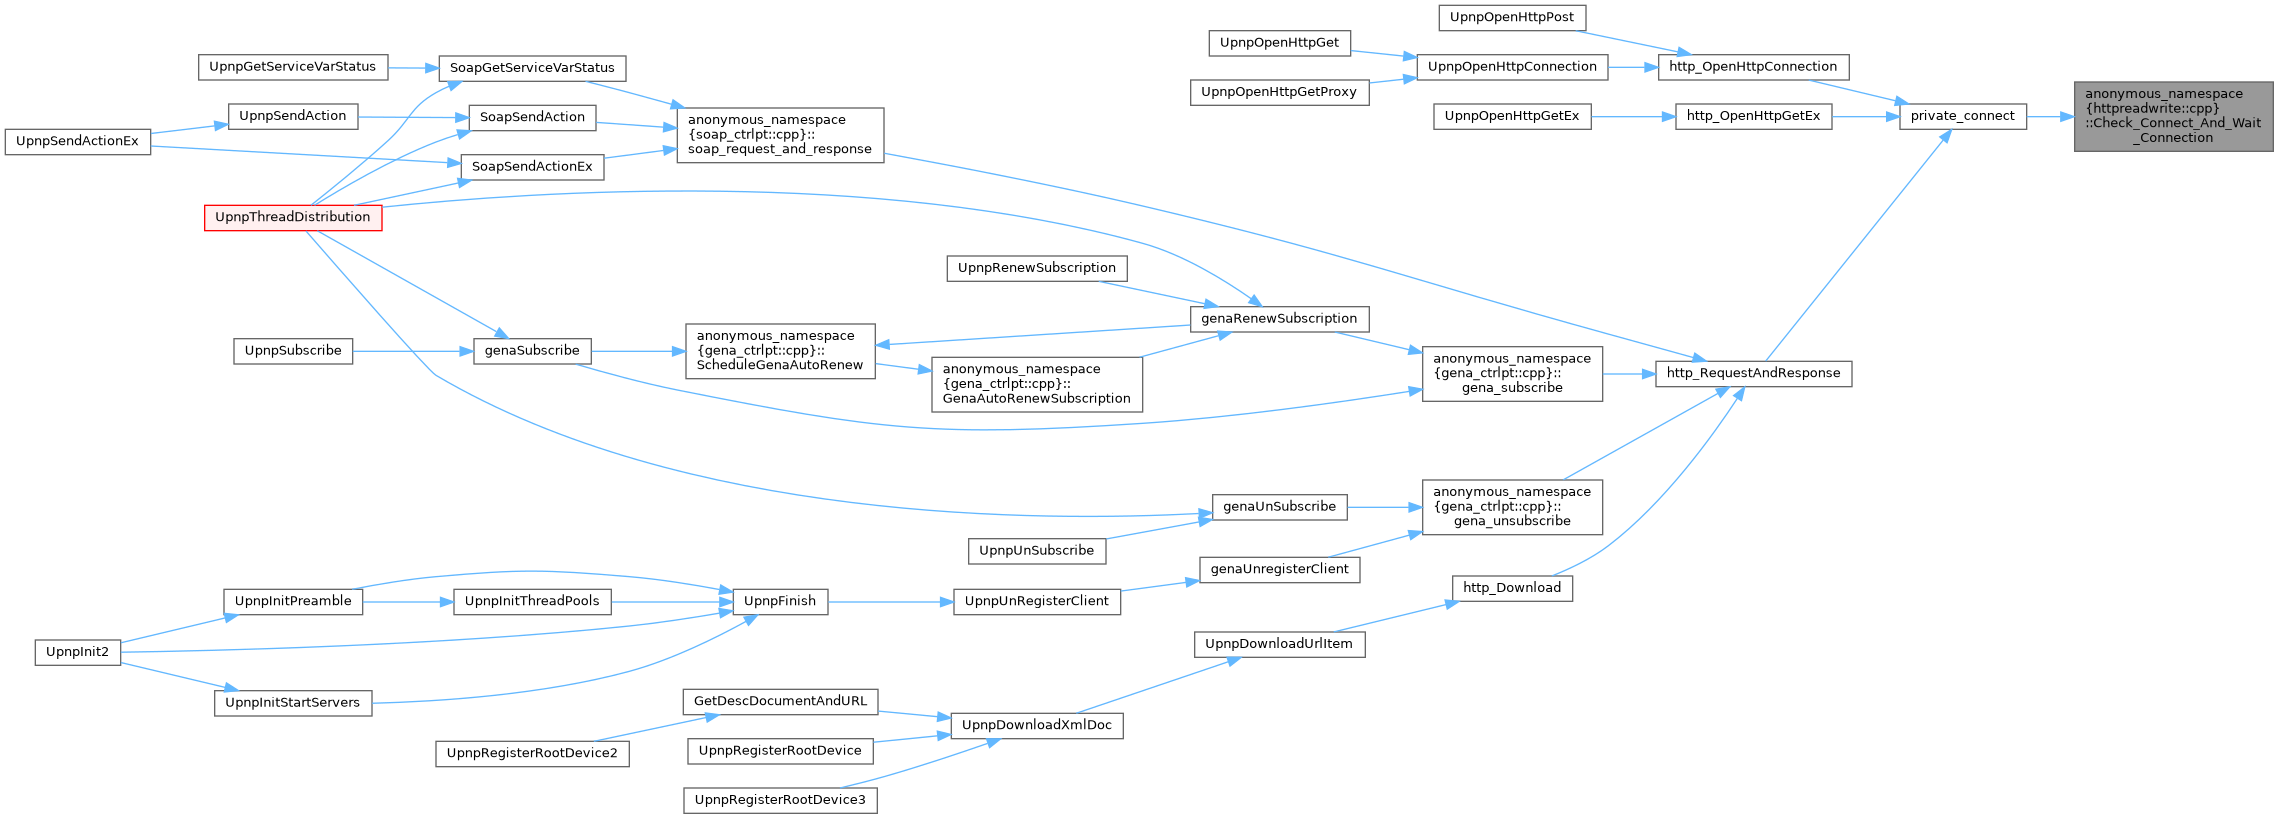 UpnpOpenHttpPost
UpnpOpenHttpGet
UpnpGetServiceVarStatus
SoapGetServiceVarStatus
UpnpOpenHttpConnection
http_OpenHttpConnection
UpnpOpenHttpGetProxy
anonymous_namespace
{httpreadwrite::cpp}
::Check_Connect_And_Wait
_Connection
UpnpSendAction
SoapSendAction
UpnpOpenHttpGetEx
http_OpenHttpGetEx
private_connect
anonymous_namespace
{soap_ctrlpt::cpp}::
soap_request_and_response
UpnpSendActionEx
SoapSendActionEx
UpnpThreadDistribution
UpnpRenewSubscription
genaRenewSubscription
UpnpSubscribe
genaSubscribe
anonymous_namespace
{gena_ctrlpt::cpp}::
ScheduleGenaAutoRenew
anonymous_namespace
{gena_ctrlpt::cpp}::
GenaAutoRenewSubscription
anonymous_namespace
{gena_ctrlpt::cpp}::
gena_subscribe
http_RequestAndResponse
anonymous_namespace
{gena_ctrlpt::cpp}::
gena_unsubscribe
genaUnSubscribe
UpnpUnSubscribe
genaUnregisterClient
http_Download
UpnpInitPreamble
UpnpInitThreadPools
UpnpFinish
UpnpUnRegisterClient
UpnpInit2
UpnpDownloadUrlItem
UpnpInitStartServers
GetDescDocumentAndURL
UpnpDownloadXmlDoc
UpnpRegisterRootDevice2
UpnpRegisterRootDevice
UpnpRegisterRootDevice3